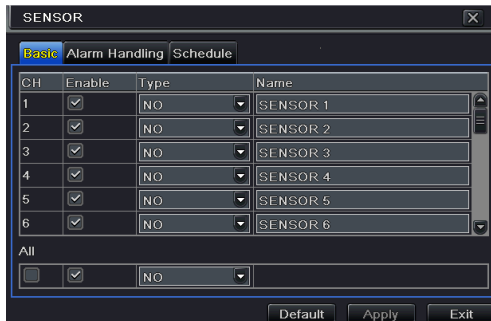 SENSOR
Basic Alarm Handling Schedule
CH Enable Type Name
1 NO SENSOR 1
2 NO SENSOR 2
3 NO SENSOR 3
4 NO SENSOR 4
5 NO SENSOR 5
6 NO SENSOR 6
All
NO
Default Apply Exit